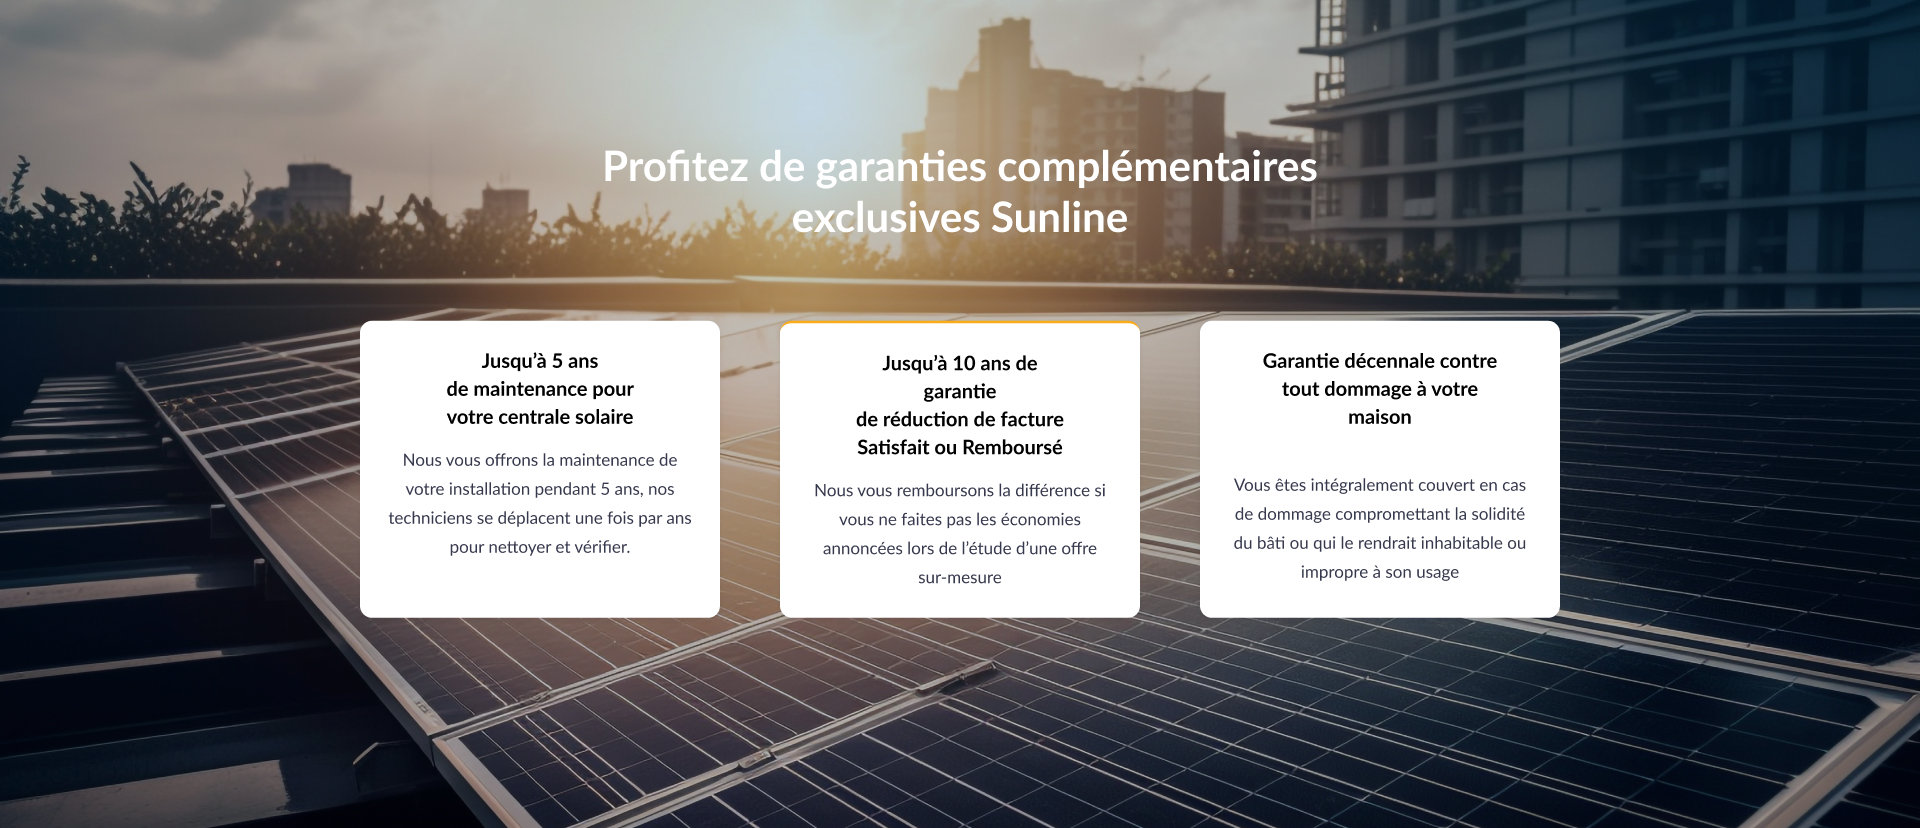 Profitez de garanties complémentaires
exclusives Sunline
Jusqu’à 5 ans
de maintenance pour
votre centrale solaire
Nous vous offrons la maintenance de
votre installation pendant 5 ans, nos
techniciens se déplacent une fois par ans
pour nettoyer et vérifier.
Jusqu’à 10 ans de
garantie
de réduction de facture
Satisfait ou Remboursé
Nous vous remboursons la différence si
vous ne faites pas les économies
annoncées lors de l’étude d’une offre
sur-mesure
Garantie décennale contre
tout dommage à votre
maison
Vous êtes intégralement couvert en cas
de dommage compromettant la solidité
du bâti ou qui le rendrait inhabitable ou
impropre à son usage